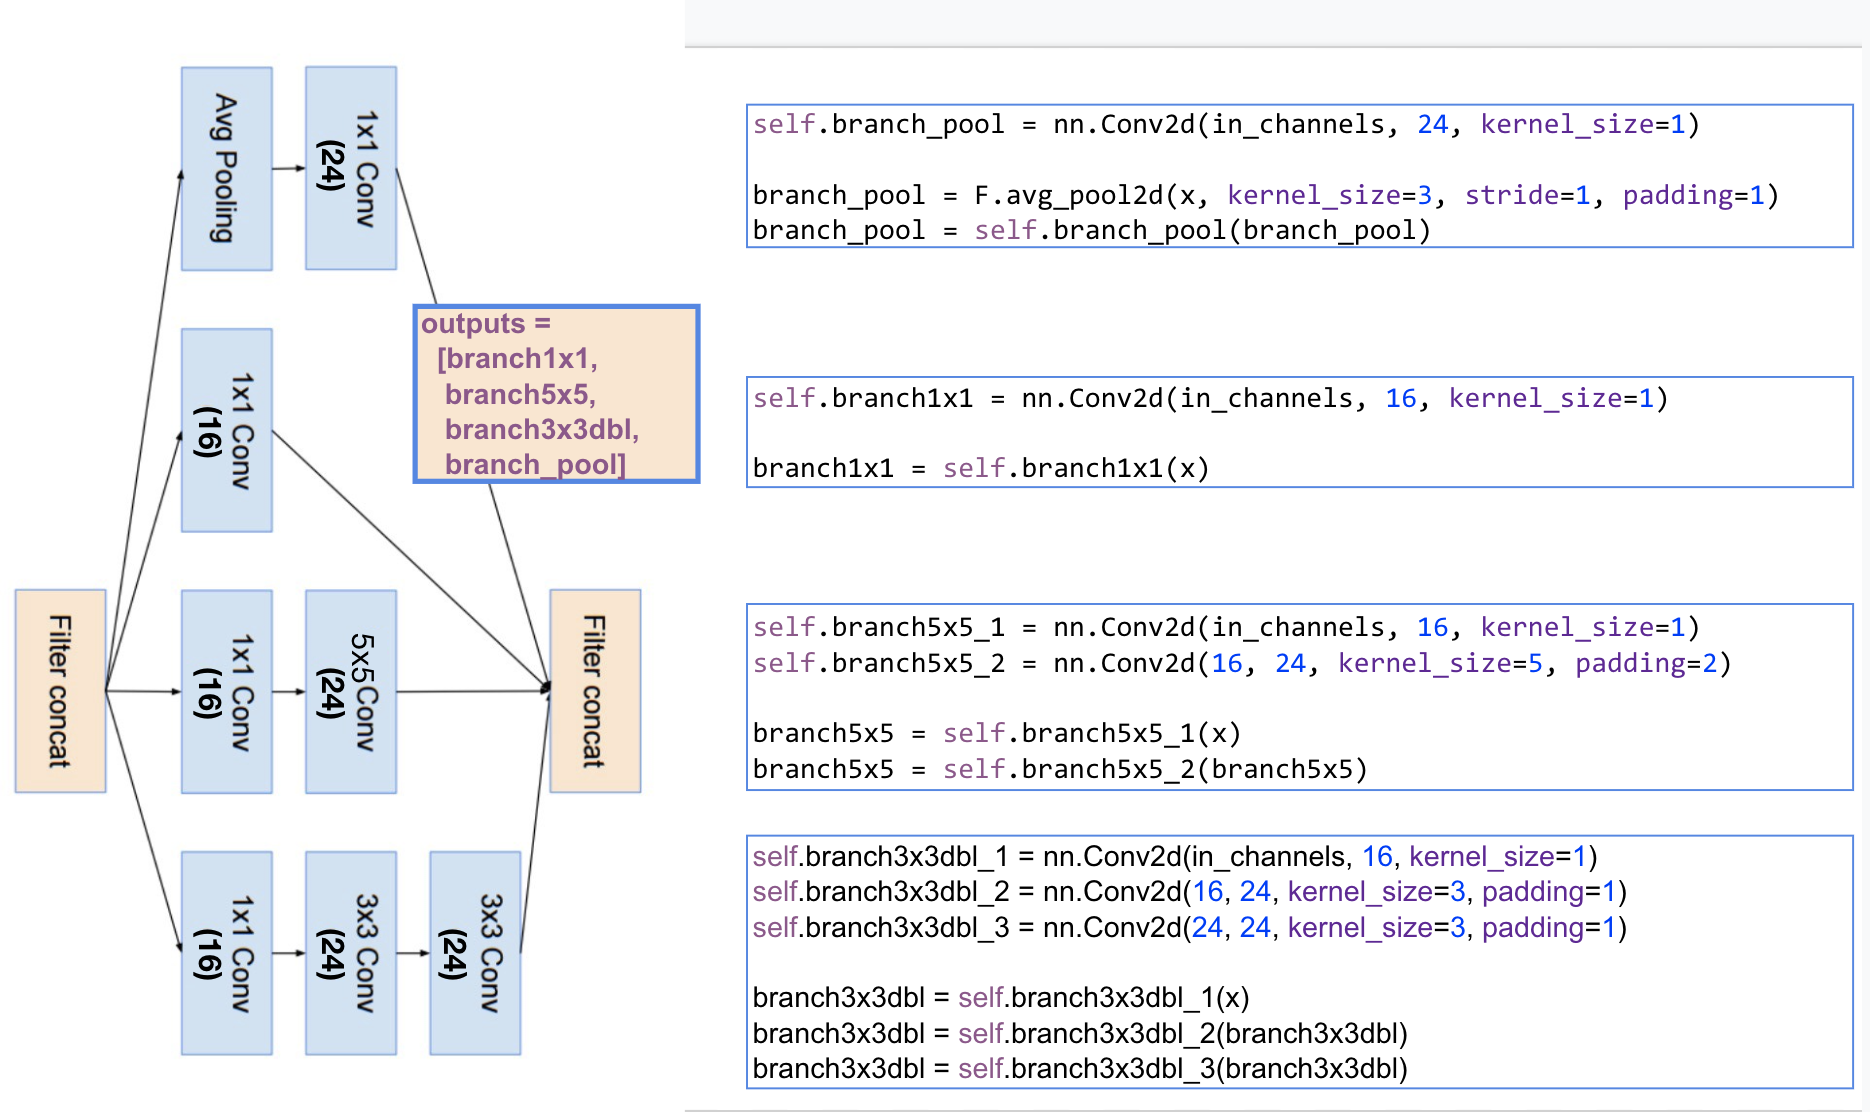 Avg Pooling
1x1 Conv
(24)
1x1 Conv
(16)
Filter concat
1x1 Conv
(16)
5x5Conv
(24)
Filter concat
1x1 Conv
(16)
3x3 Conv
(24)
3x3 Conv
(24)
outputs =
[branch1x1,
branch5x5,
branch3x3dbl,
branch_pool]
self.branch_pool = nn.Conv2d(in_channels, 24, kernel_size=1)
branch_pool = F.avg_pool2d(x, kernel_size=3, stride=1, padding=1)
branch_pool = self.branch_pool(branch_pool)
self.branch1x1 = nn.Conv2d(in_channels, 16, kernel_size=1)
branch1x1 = self.branch1x1(x)
self.branch5x5_1 = nn.Conv2d(in_channels, 16, kernel_size=1)
self.branch5x5_2 = nn.Conv2d(16, 24, kernel_size=5, padding=2)
branch5x5 = self.branch5x5_1(x)
branch5x5 = self.branch5x5_2(branch5x5)
self.branch3x3dbl_1 = nn.Conv2d(in_channels, 16, kernel_size=1)
self.branch3x3dbl_2 = nn.Conv2d(16, 24, kernel_size=3, padding=1)
self.branch3x3dbl_3 = nn.Conv2d(24, 24, kernel_size=3, padding=1)
branch3x3dbl = self.branch3x3dbl_1(x)
branch3x3dbl = self.branch3x3dbl_2(branch3x3dbl)
branch3x3dbl = self.branch3x3dbl_3(branch3x3dbl)